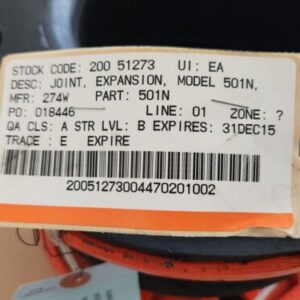 STOCK CODE: 200 51273 UI: EA
DESC: JOINT, EXPANSION, MODEL 501N,
MFR: 274W PART: 501N
PO: 018446 LINE: 01 ZONE: ?
QA CLS: A STR LVL: B EXPIRES: 31DEC15
TRACE: E EXPIRE
20051273004470201002